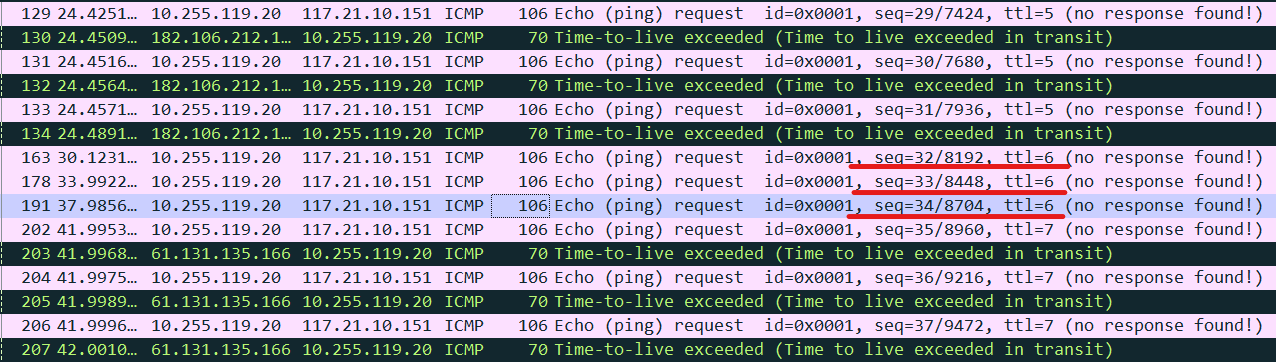 129 24.4251… 10.255.119.20 117.21.10.151 ICMP 106 Echo (ping) request id=0x0001, seq=29/7424, ttl=5 (no response found!)
130 24.4509… 182.106.212.1… 10.255.119.20 ICMP 70 Time-to-live exceeded (Time to live exceeded in transit)
131 24.4516… 10.255.119.20 117.21.10.151 ICMP 106 Echo (ping) request id=0x0001, seq=30/7680, ttl=5 (no response found!)
132 24.4564… 182.106.212.1… 10.255.119.20 ICMP 70 Time-to-live exceeded (Time to live exceeded in transit)
133 24.4571… 10.255.119.20 117.21.10.151 ICMP 106 Echo (ping) request id=0x0001, seq=31/7936, ttl=5 (no response found!)
134 24.4891… 182.106.212.1… 10.255.119.20 ICMP 70 Time-to-live exceeded (Time to live exceeded in transit)
163 30.1231… 10.255.119.20 117.21.10.151 ICMP 106 Echo (ping) request id=0x0001, seq=32/8192, ttl=6 (no response found!)
178 33.9922… 10.255.119.20 117.21.10.151 ICMP 106 Echo (ping) request id=0x0001, seq=33/8448, ttl=6 (no response found!)
191 37.9856… 10.255.119.20 117.21.10.151 ICMP 106 Echo (ping) request id=0x0001, seq=34/8704, ttl=6 (no response found!)
202 41.9953… 10.255.119.20 117.21.10.151 ICMP 106 Echo (ping) request id=0x0001, seq=35/8960, ttl=7 (no response found!)
203 41.9968… 61.131.135.166 10.255.119.20 ICMP 70 Time-to-live exceeded (Time to live exceeded in transit)
204 41.9975… 10.255.119.20 117.21.10.151 ICMP 106 Echo (ping) request id=0x0001, seq=36/9216, ttl=7 (no response found!)
205 41.9989… 61.131.135.166 10.255.119.20 ICMP 70 Time-to-live exceeded (Time to live exceeded in transit)
206 41.9996… 10.255.119.20 117.21.10.151 ICMP 106 Echo (ping) request id=0x0001, seq=37/9472, ttl=7 (no response found!)
207 42.0010… 61.131.135.166 10.255.119.20 ICMP 70 Time-to-live exceeded (Time to live exceeded in transit)